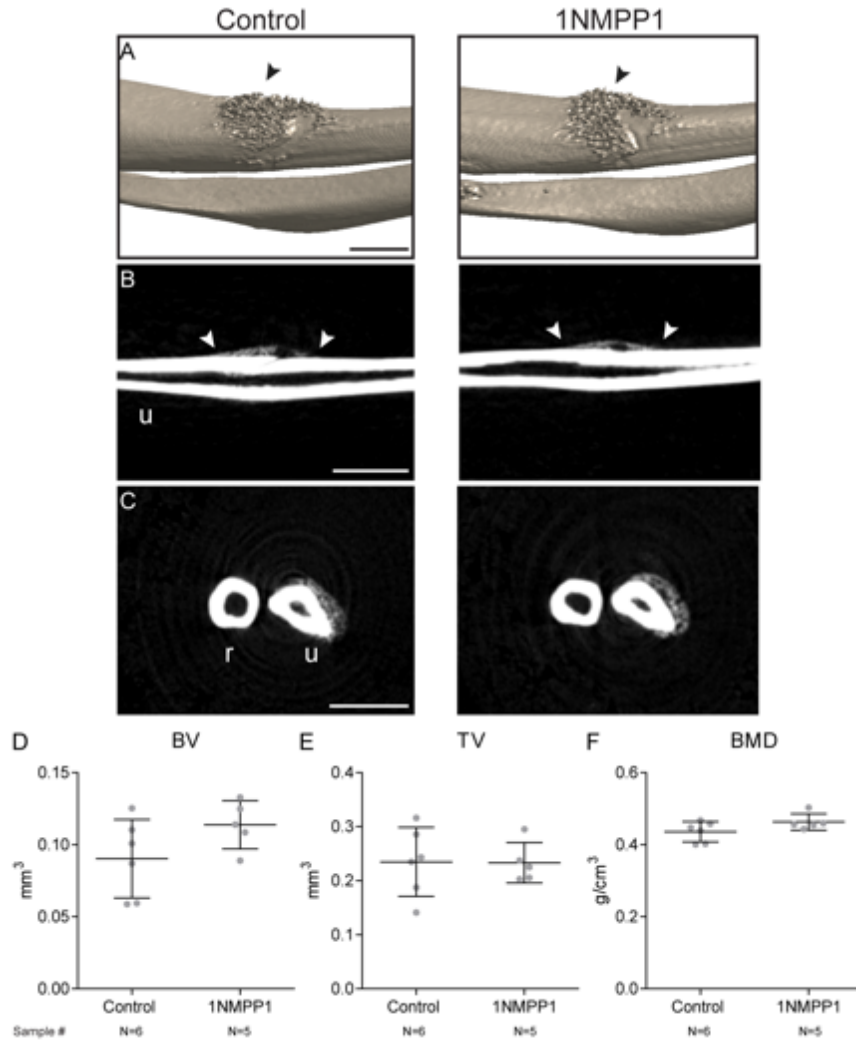 Control 1NMPP1
A
B
u
C
r u
D BV E TV F BMD
0.15 0.4 0.6
0.10 0.3 0.4
0.05 0.2 0.2
0.00 0.1 0.0
0.0
mm³ mm³ g/cm³
Control 1NMPP1 Control 1NMPP1 Control 1NMPP1
Sample # N=6 N=5 N=6 N=5 N=6 N=5